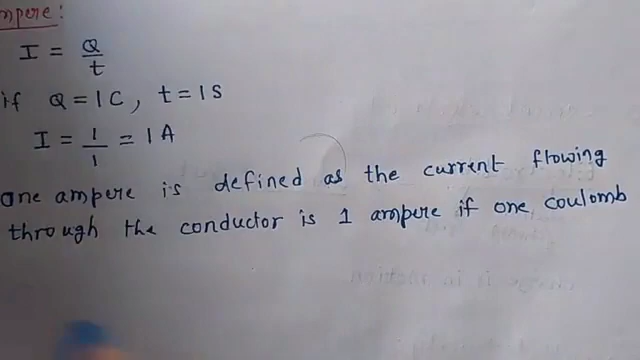 mpere:
I = Q/t
if Q = 1C, t = 1S
I = 1/1 = 1A
one ampere is defined as the current flowing
through the conductor is 1 ampere if one coulomb